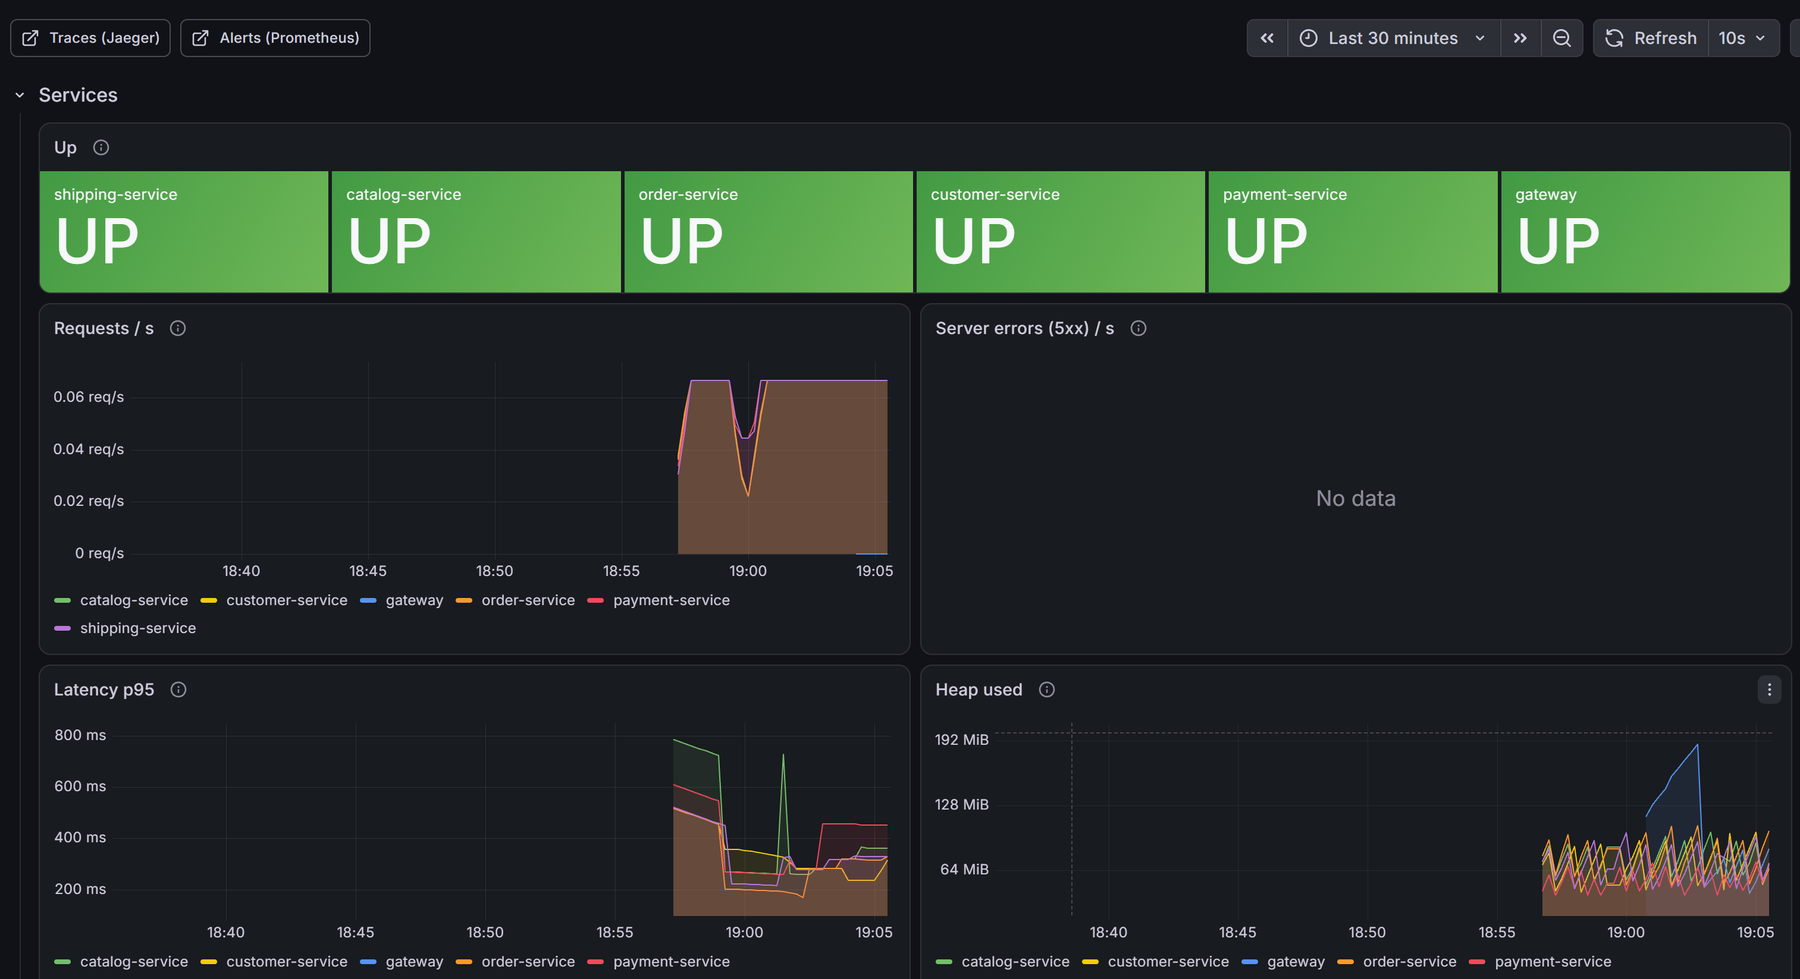 Traces (Jaeger) Alerts (Prometheus) Last 30 minutes Refresh 10s
Services
Up
shipping-service catalog-service order-service customer-service payment-service gateway
UP UP UP UP UP UP
Requests / s
0.06 req/s
0.04 req/s
0.02 req/s
0 req/s
18:40 18:45 18:50 18:55 19:00 19:05
catalog-service customer-service gateway order-service payment-service
shipping-service
Server errors (5xx) / s
No data
Latency p95
800 ms
600 ms
400 ms
200 ms
18:40 18:45 18:50 18:55 19:00 19:05
catalog-service customer-service gateway order-service payment-service
Heap used
192 MiB
128 MiB
64 MiB
18:40 18:45 18:50 18:55 19:00 19:05
catalog-service customer-service gateway order-service payment-service